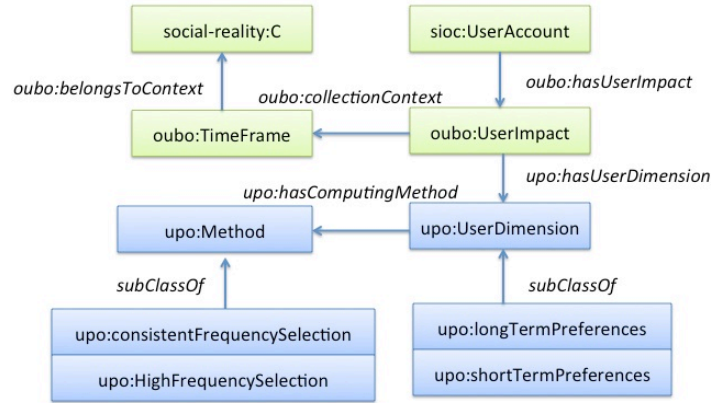 social-reality:C
sioc:UserAccount
oubo:belongsToContext
oubo:collectionContext
oubo:hasUserImpact
oubo:TimeFrame
oubo:UserImpact
upo:hasComputingMethod
upo:hasUserDimension
upo:Method
upo:UserDimension
subClassOf
subClassOf
upo:consistentFrequencySelection
upo:longTermPreferences
upo:HighFrequencySelection
upo:shortTermPreferences